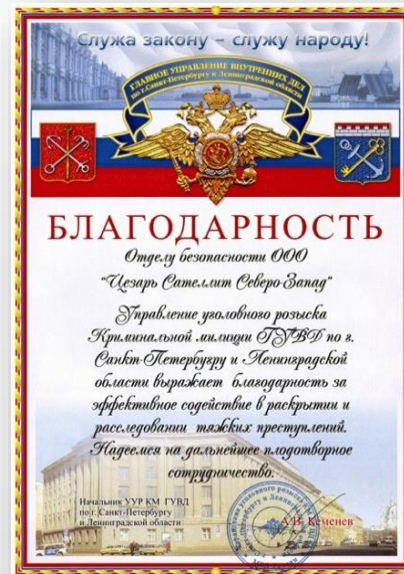 Служа закону – служу народу!
ГЛАВНОЕ УПРАВЛЕНИЕ ВНУТРЕННИХ ДЕЛ
по г.Санкт-Петербургу и Ленинградской области
БЛАГОДАРНОСТЬ
Отделу безопасности ООО
"Цезарь Сателлит Северо-Запад"
Управление уголовного розыска
Криминальной милиции ГУВД по г.
Санкт-Петербугру и Ленинградской
области выражает благодарность за
эффективное содействие в раскрытии и
расследовании тяжких преступлений.
Надеемся на дальнейшее плодотворное
сотрудничество.
Начальник УУР КМ ГУВД
по г. Санкт-Петербургу
и Ленинградской области
А.В. Кеменев